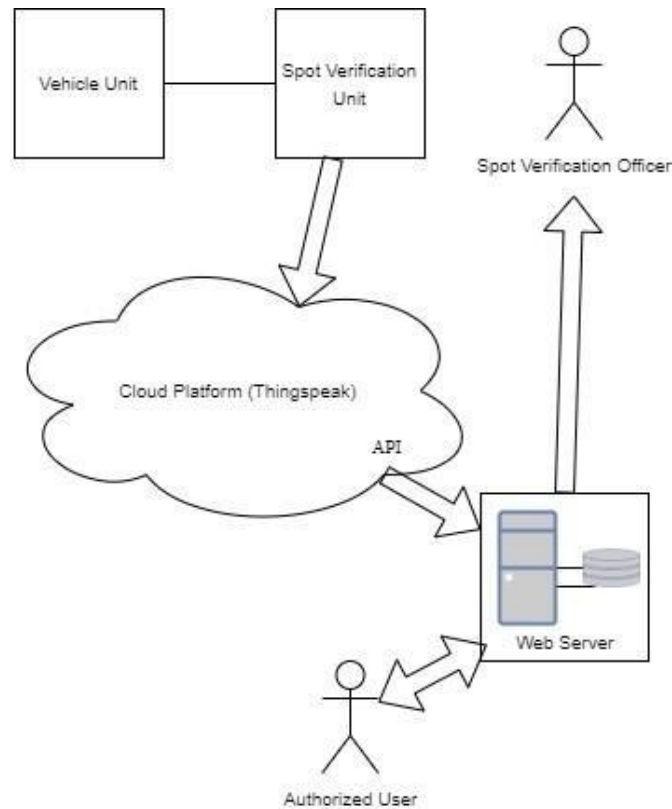 Vehicle Unit
Spot Verification
Unit
Spot Verification Officer
Cloud Platform (Thingspeak)
API
Web Server
Authorized User